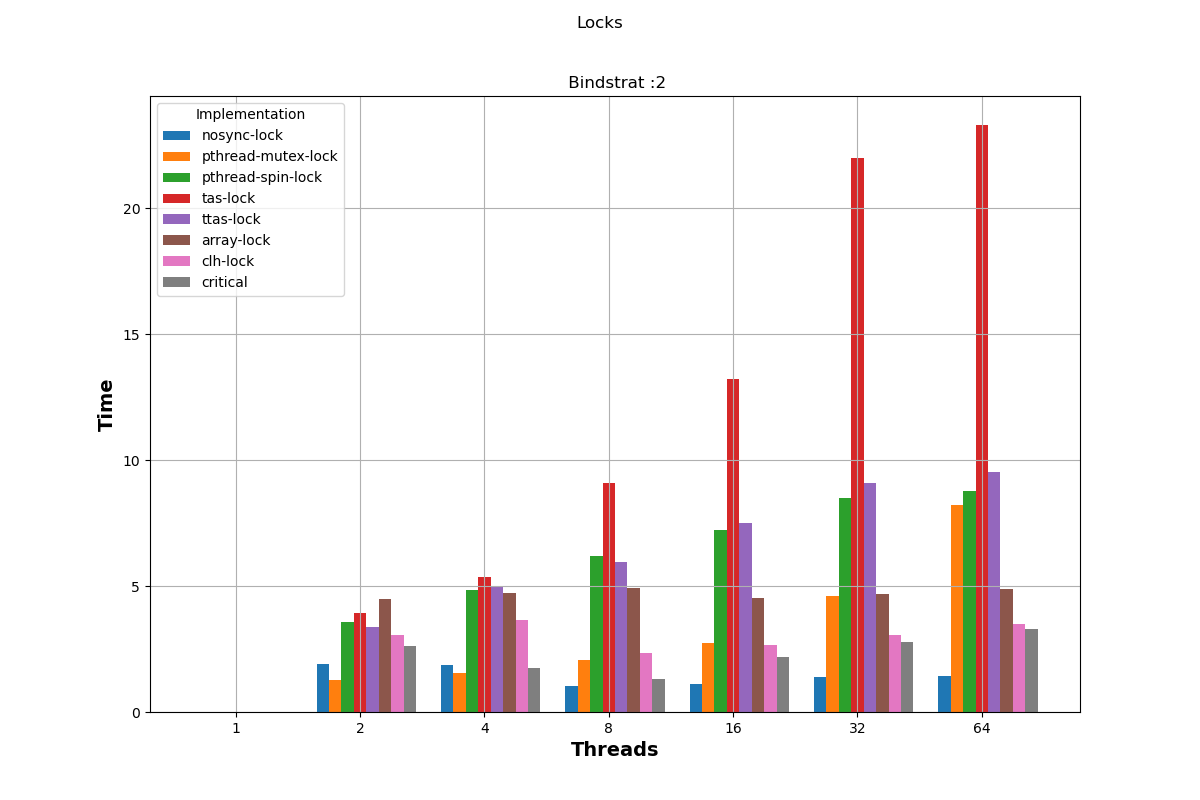 Locks
Bindstrat :2
Implementation
nosync-lock
pthread-mutex-lock
pthread-spin-lock
tas-lock
ttas-lock
array-lock
clh-lock
critical
Time
20
15
10
5
0
1 2 4 8 16 32 64
Threads